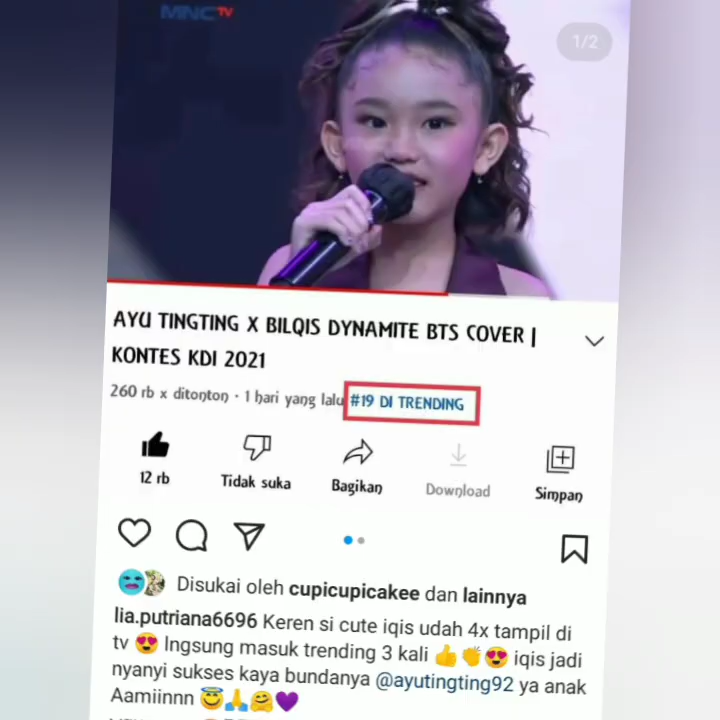 MNCTV
1/2
AYU TINGTING X BILQIS DYNAMITE BTS COVER |
KONTES KDI 2021
260 rb x ditonton · 1 hari yang lalu #19 DI TRENDING
12 rb
Tidak suka
Bagikan
Download
Simpan
Disukai oleh cupicupicakee dan lainnya
lia.putriana6696 Keren si cute iqis udah 4x tampil di
tv 😍 Ingsung masuk trending 3 kali 👍👏😍 iqis jadi
nyanyi sukses kaya bundanya @ayutingting92 ya anak
Aamiinnn 😇🙏🤗💜